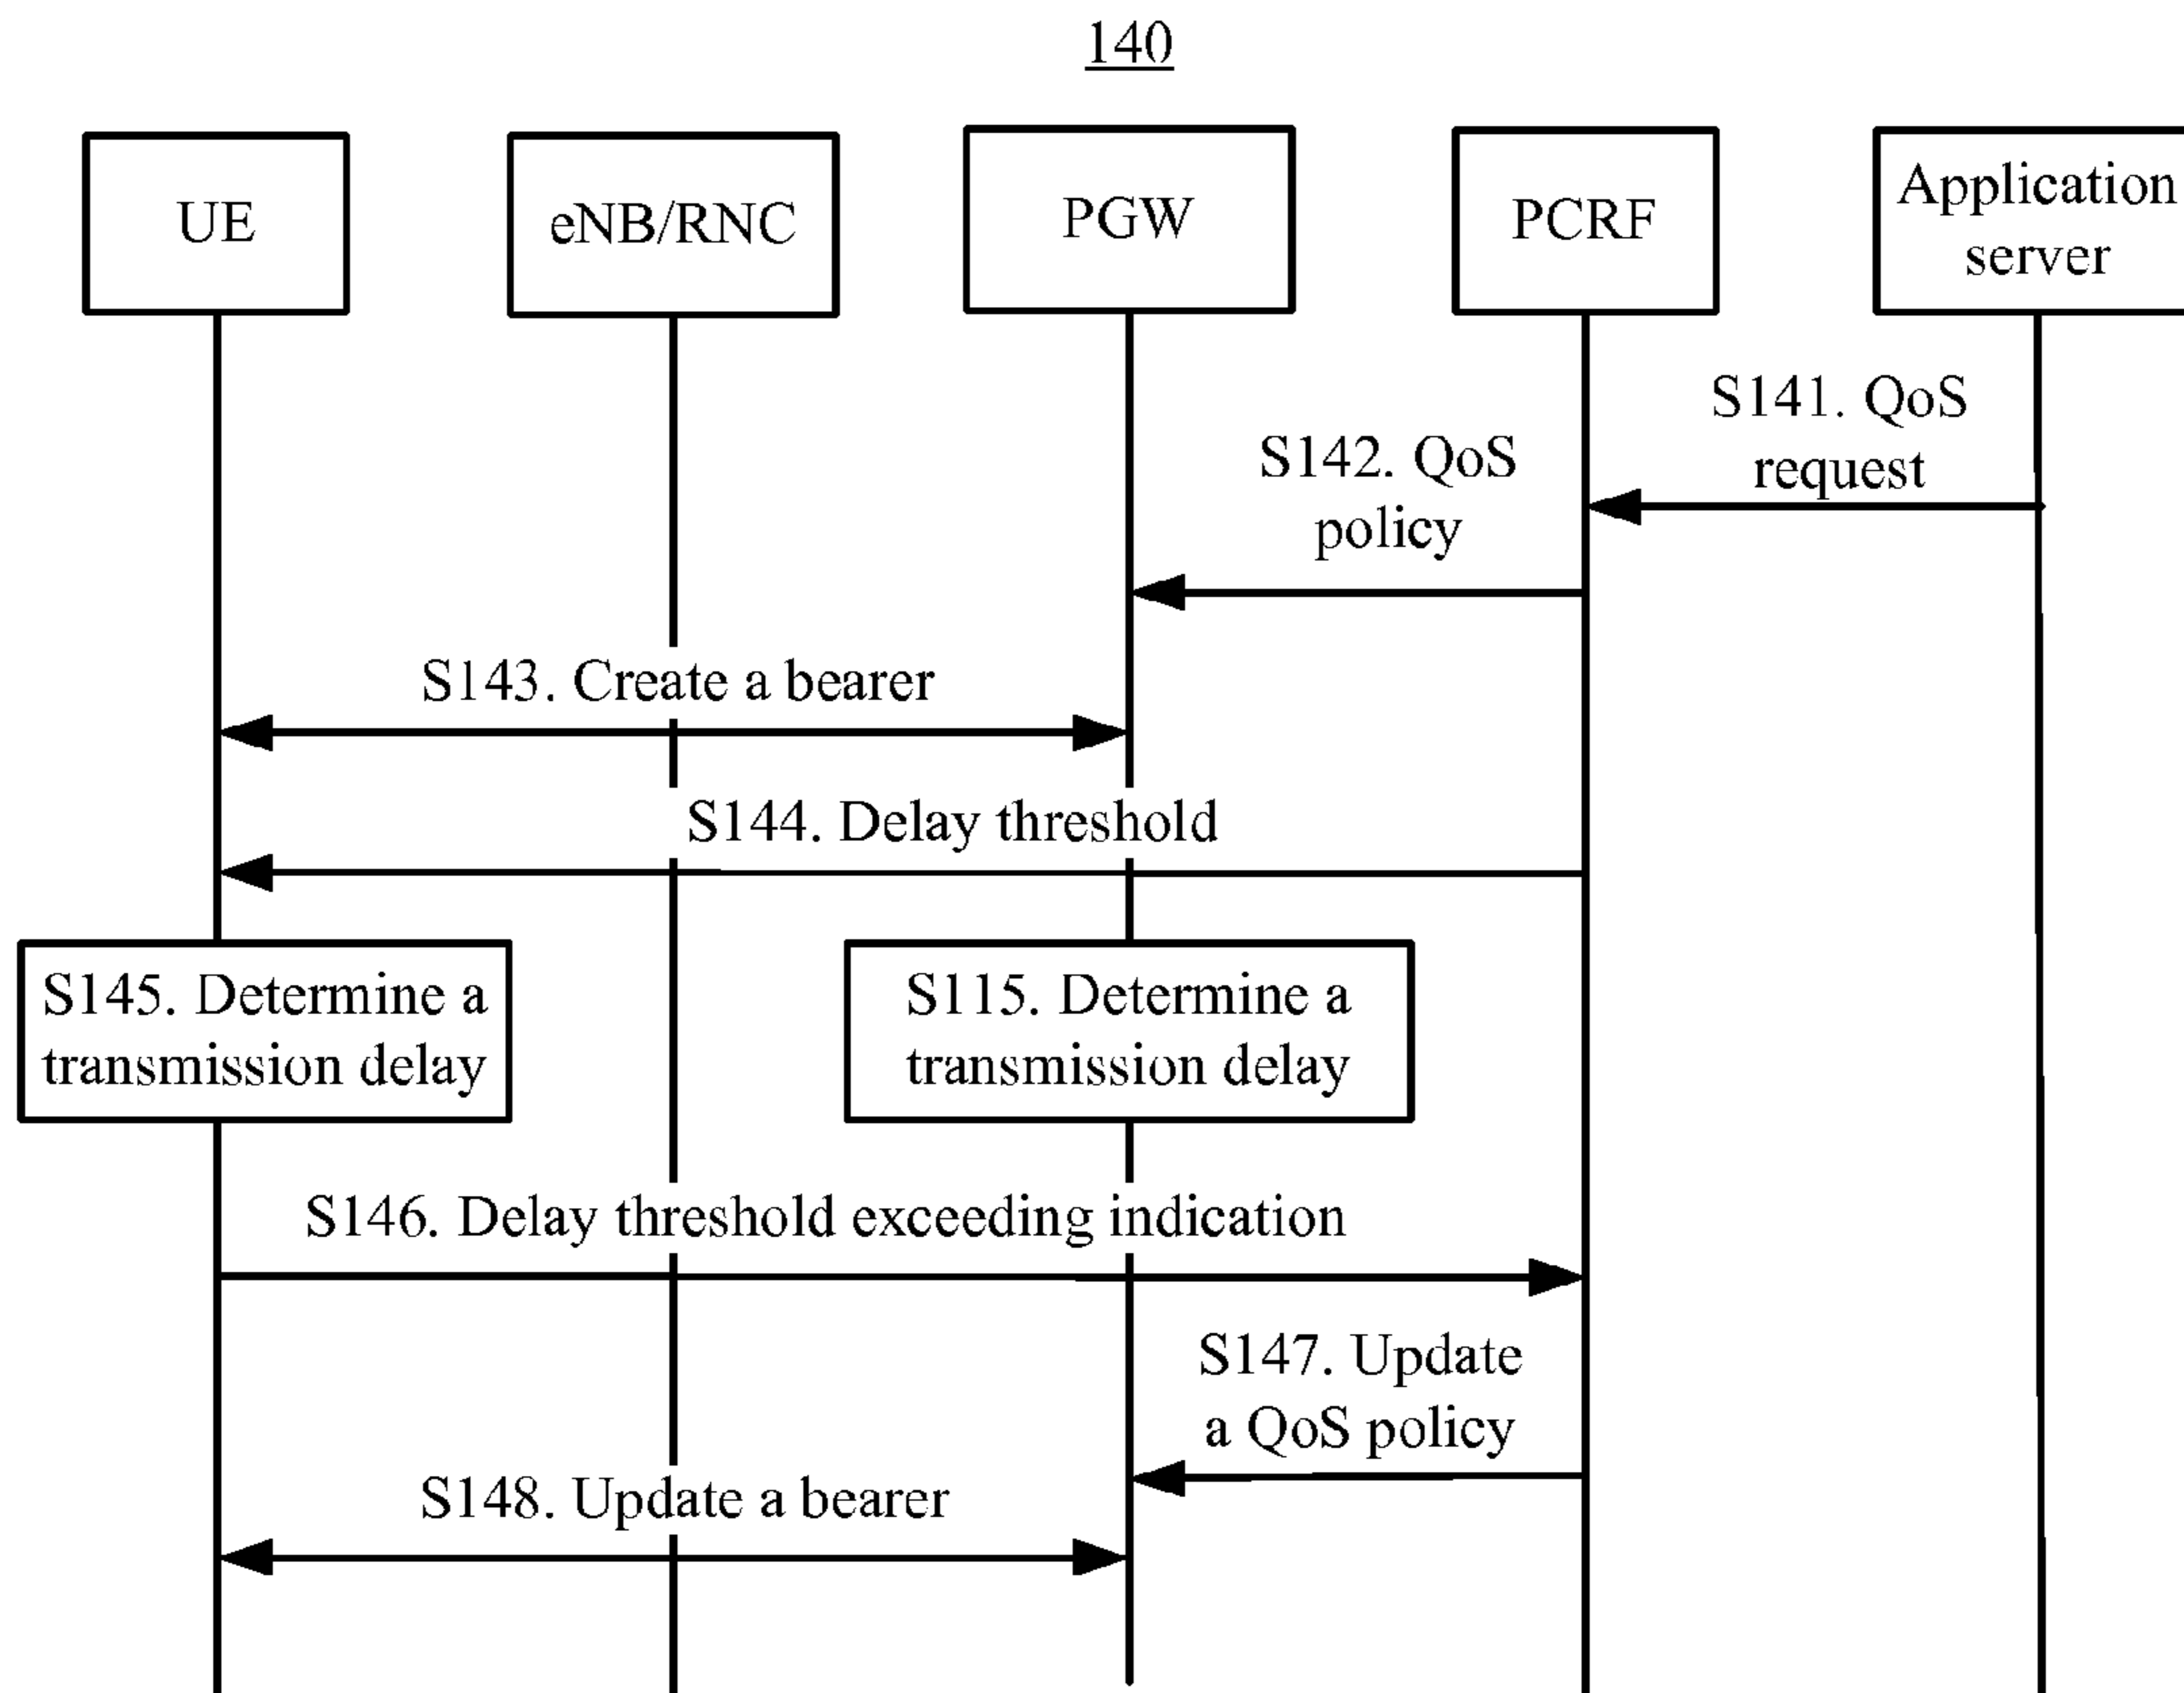 140
UE
eNB/RNC
PGW
PCRF
Application
server
S141. QoS
request
S142. QoS
policy
S143. Create a bearer
S144. Delay threshold
S145. Determine a
transmission delay
S115. Determine a
transmission delay
S146. Delay threshold exceeding indication
S147. Update
a QoS policy
S148. Update a bearer